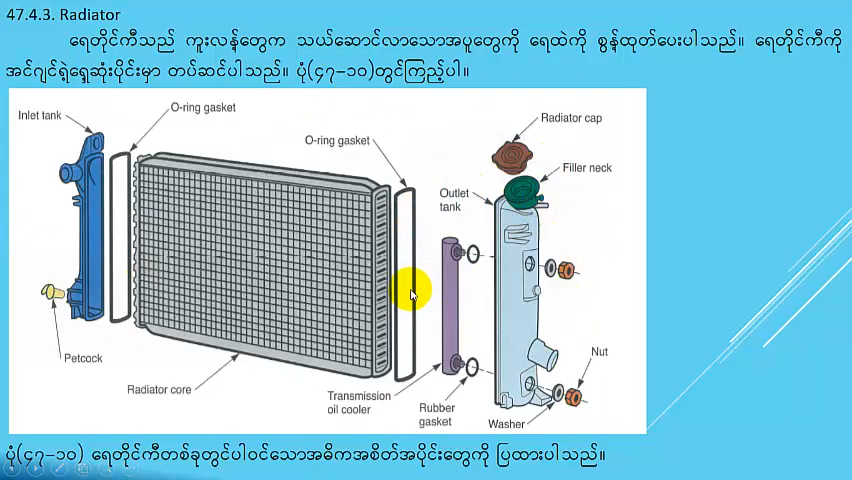 47.4.3. Radiator
ရေတိုင်ကီသည် ကူးလန့်တွေက သယ်ဆောင်လာသောအပူတွေကို ရေထဲကို စွန့်ထုတ်ပေးပါသည်။ ရေတိုင်ကီကို
အင်ဂျင်ရဲ့ရှေ့ဆုံးပိုင်းမှာ တပ်ဆင်ပါသည်။ ပုံ(၄၇–၁၀)တွင်ကြည့်ပါ။
Inlet tank
O-ring gasket
O-ring gasket
Radiator cap
Filler neck
Outlet
tank
Petcock
Radiator core
Transmission
oil cooler
Rubber
gasket
Washer
Nut
ပုံ(၄၇–၁၀) ရေတိုင်ကီတစ်ခုတွင်ပါဝင်သောအဓိကအစိတ်အပိုင်းတွေကို ပြထားပါသည်။